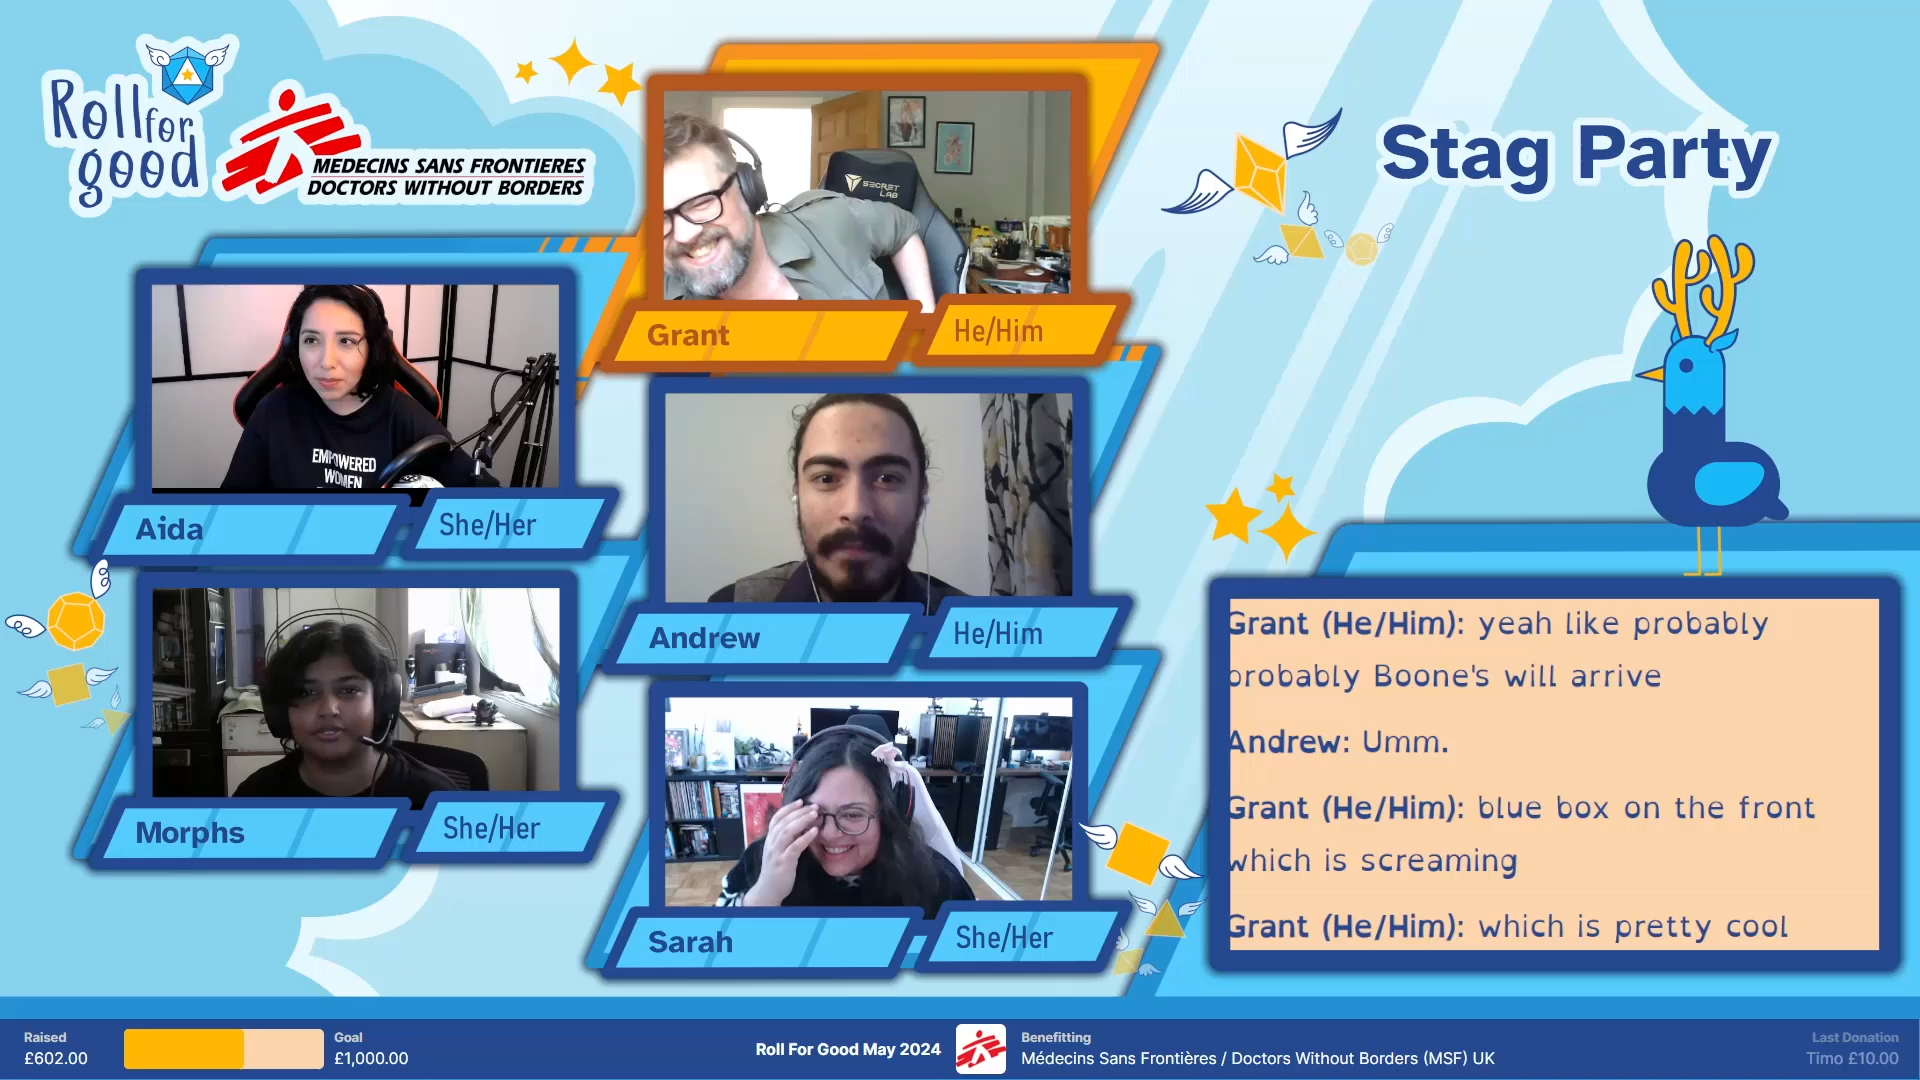 Roll for good
MEDECINS SANS FRONTIERES
DOCTORS WITHOUT BORDERS
Stag Party
SECRET LAB
Grant
He/Him
EMPOWERED
WOMEN
Aida
She/Her
Andrew
He/Him
Morphs
She/Her
Sarah
She/Her
Grant (He/Him): yeah like probably
probably Boone's will arrive
Andrew: Umm.
Grant (He/Him): blue box on the front
which is screaming
Grant (He/Him): which is pretty cool
Raised
£602.00
Goal
£1,000.00
Roll For Good May 2024
Benefitting
Médecins Sans Frontières / Doctors Without Borders (MSF) UK
Last Donation
Timo £10.00